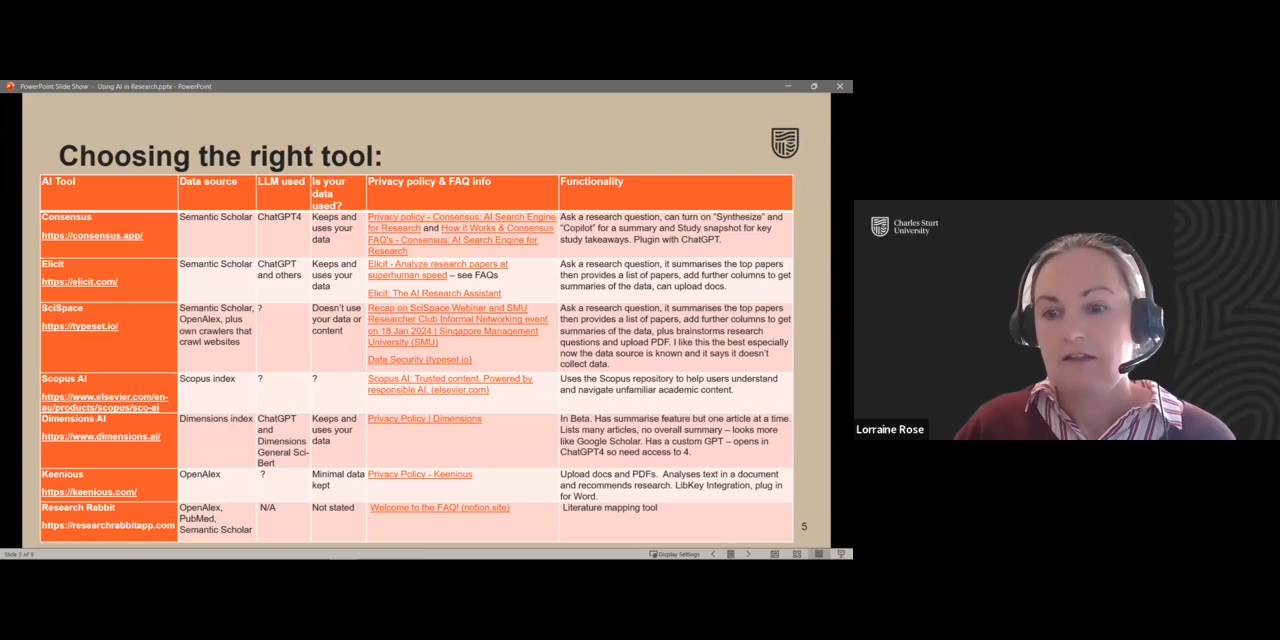 PowerPoint Slide Show - Using AI in Research.pptx - PowerPoint
Choosing the right tool:
AI Tool
Data source
LLM used
Is your
data
used?
Privacy policy & FAQ info
Functionality
Consensus
https://consensus.app/
Semantic Scholar
ChatGPT4
Keeps and
uses your
data
Privacy policy - Consensus: AI Search Engine
for Research and How it Works & Consensus
FAQ's - Consensus: AI Search Engine for
Research
Ask a research question, can turn on “Synthesize” and
“Copilot” for a summary and Study snapshot for key
study takeaways. Plugin with ChatGPT.
Elicit
https://elicit.com/
Semantic Scholar
ChatGPT
and others
Keeps and
uses your
data
Elicit - Analyze research papers at
superhuman speed – see FAQs
Elicit: The AI Research Assistant
Ask a research question, it summarises the top papers
then provides a list of papers, add further columns to get
summaries of the data, can upload docs.
SciSpace
https://typeset.io/
Semantic Scholar,
OpenAlex, plus
own crawlers that
crawl websites
?
Doesn’t use
your data or
content
Recap on SciSpace Webinar and SMU
Researcher Club Informal Networking event
on 18 Jan 2024 | Singapore Management
University (SMU)
Data Security (typeset.io)
Ask a research question, it summarises the top papers
then provides a list of papers, add further columns to get
summaries of the data, plus brainstorms research
questions and upload PDF. I like this the best especially
now the data source is known and it says it doesn’t
collect data.
Scopus AI
https://www.elsevier.com/en-
au/products/scopus/sco-ai
Scopus index
?
?
Scopus AI: Trusted content. Powered by
responsible AI. (elsevier.com)
Uses the Scopus repository to help users understand
and navigate unfamiliar academic content.
Dimensions AI
https://www.dimensions.ai/
Dimensions index
ChatGPT
and
Dimensions
General Sci-
Bert
Keeps and
uses your
data
Privacy Policy | Dimensions
In Beta. Has summarise feature but one article at a time.
Lists many articles, no overall summary – looks more
like Google Scholar. Has a custom GPT – opens in
ChatGPT4 so need access to 4.
Keenious
https://keenious.com/
OpenAlex
?
Minimal data
kept
Privacy Policy - Keenious
Upload docs and PDFs. Analyses text in a document
and recommends research. LibKey Integration, plug in
for Word.
Research Rabbit
https://researchrabbitapp.com
OpenAlex,
PubMed,
Semantic Scholar
N/A
Not stated
Welcome to the FAQ! (notion.site)
Literature mapping tool
5
Slide 5 of 9
Display Settings
Charles Sturt
University
Lorraine Rose